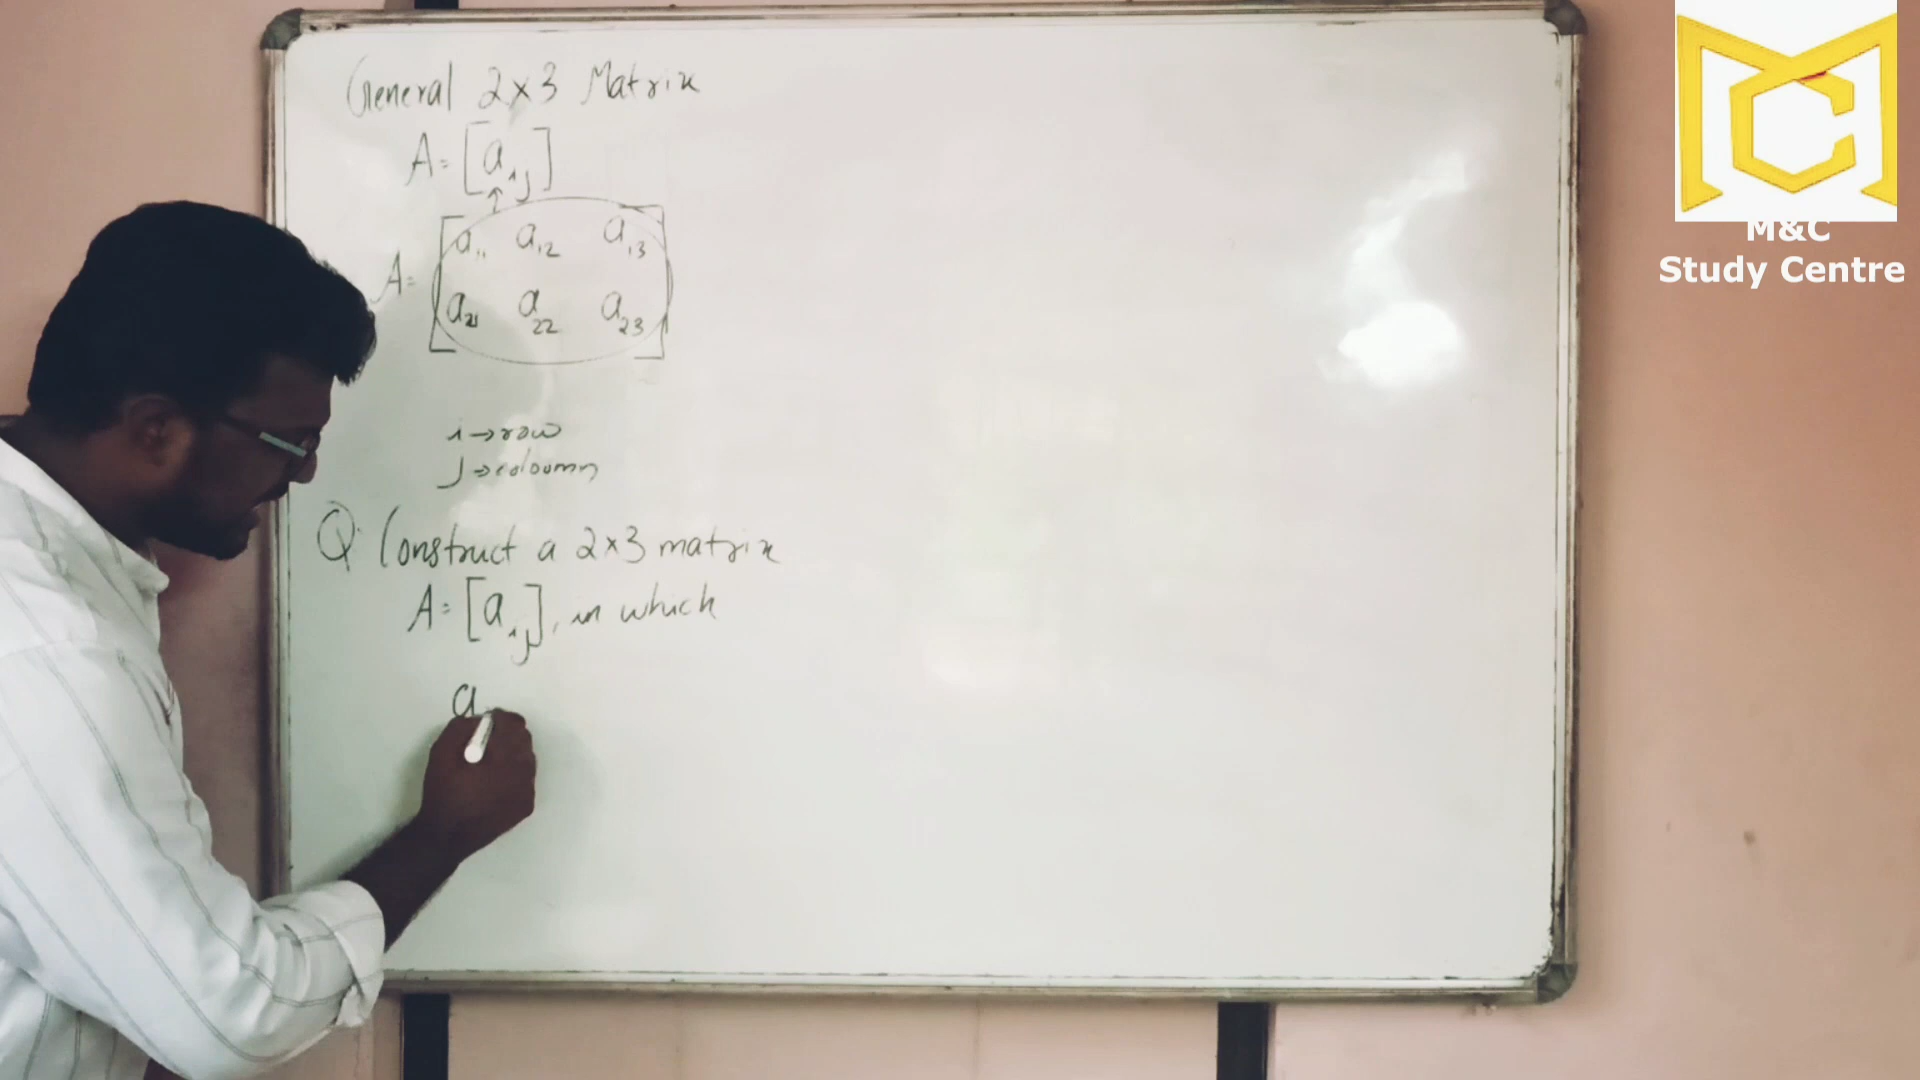 General 2×3 Matrix
A = [aij]
A = [a11 a12 a13
a21 a22 a23]
i → row
j → coloumn
Q. Construct a 2×3 matrix
A = [aij], in which
a
M&C
Study Centre